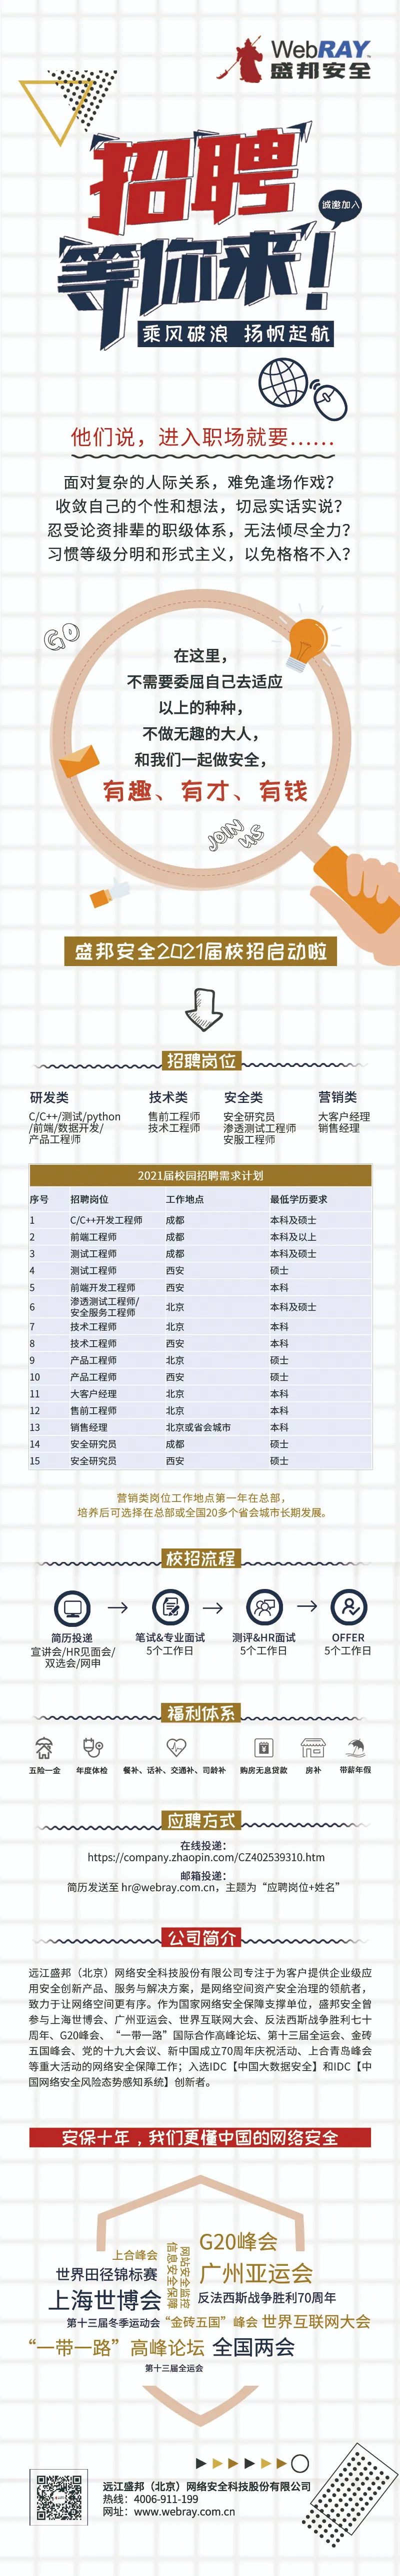 WebRAY
盛邦安全
招聘
诚邀加入
等你来！
乘风破浪 扬帆起航
他们说，进入职场就要……
面对复杂的人际关系，难免逢场作戏？
收敛自己的个性和想法，切忌实话实说？
忍受论资排辈的职级体系，无法倾尽全力？
习惯等级分明和形式主义，以免格格不入？
GO
在这里，
不需要委屈自己去适应
以上的种种，
不做无趣的大人，
和我们一起做安全，
有趣、有才、有钱
JOIN US
盛邦安全2021届校招启动啦
招聘岗位
研发类 技术类 安全类 营销类
C/C++/测试/python 售前工程师 安全研究员 大客户经理
/前端/数据开发/ 技术工程师 渗透测试工程师 销售经理
产品工程师 安服工程师
2021届校园招聘需求计划
序号 招聘岗位 工作地点 最低学历要求
1 C/C++开发工程师 成都 本科及硕士
2 前端工程师 成都 本科及以上
3 测试工程师 成都 本科及硕士
4 测试工程师 西安 硕士
5 前端开发工程师 西安 本科
6 渗透测试工程师/ 北京 本科及硕士
安全服务工程师
7 技术工程师 北京 本科
8 技术工程师 西安 本科
9 产品工程师 北京 硕士
10 产品工程师 西安 硕士
11 大客户经理 北京 本科
12 售前工程师 北京 本科
13 销售经理 北京或省会城市 本科
14 安全研究员 成都 硕士
15 安全研究员 西安 硕士
营销类岗位工作地点第一年在总部，
培养后可选择在总部或全国20多个省会城市长期发展。
校招流程
简历投递 笔试&专业面试 测评&HR面试 OFFER
宣讲会/HR见面会/ 5个工作日 5个工作日 5个工作日
双选会/网申
福利体系
五险一金 年度体检 餐补、话补、交通补、司龄补 购房无息贷款 房补 带薪年假
应聘方式
在线投递：
https://company.zhaopin.com/CZ402539310.htm
邮箱投递：
简历发送至 hr@webray.com.cn，主题为“应聘岗位+姓名”
公司简介
远江盛邦（北京）网络安全科技股份有限公司专注于为客户提供企业级应
用安全创新产品、服务与解决方案，是网络空间资产安全治理的领航者，
致力于让网络空间更有序。作为国家网络安全保障支撑单位，盛邦安全曾
参与上海世博会、广州亚运会、世界互联网大会、反法西斯战争胜利七十
周年、G20峰会、“一带一路”国际合作高峰论坛、第十三届全运会、金砖
五国峰会、党的十九大会议、新中国成立70周年庆祝活动、上合青岛峰会
等重大活动的网络安全保障工作；入选IDC【中国大数据安全】和IDC【中
国网络安全风险态势感知系统】创新者。
安保十年，我们更懂中国的网络安全
G20峰会
上合峰会
信息安全保障
网站安全监控
世界田径锦标赛
广州亚运会
上海世博会
反法西斯战争胜利70周年
第十三届冬季运动会 “金砖五国”峰会 世界互联网大会
“一带一路”高峰论坛 全国两会
第十三届全运会
远江盛邦（北京）网络安全科技股份有限公司
热线：4006-911-199
网址：www.webray.com.cn